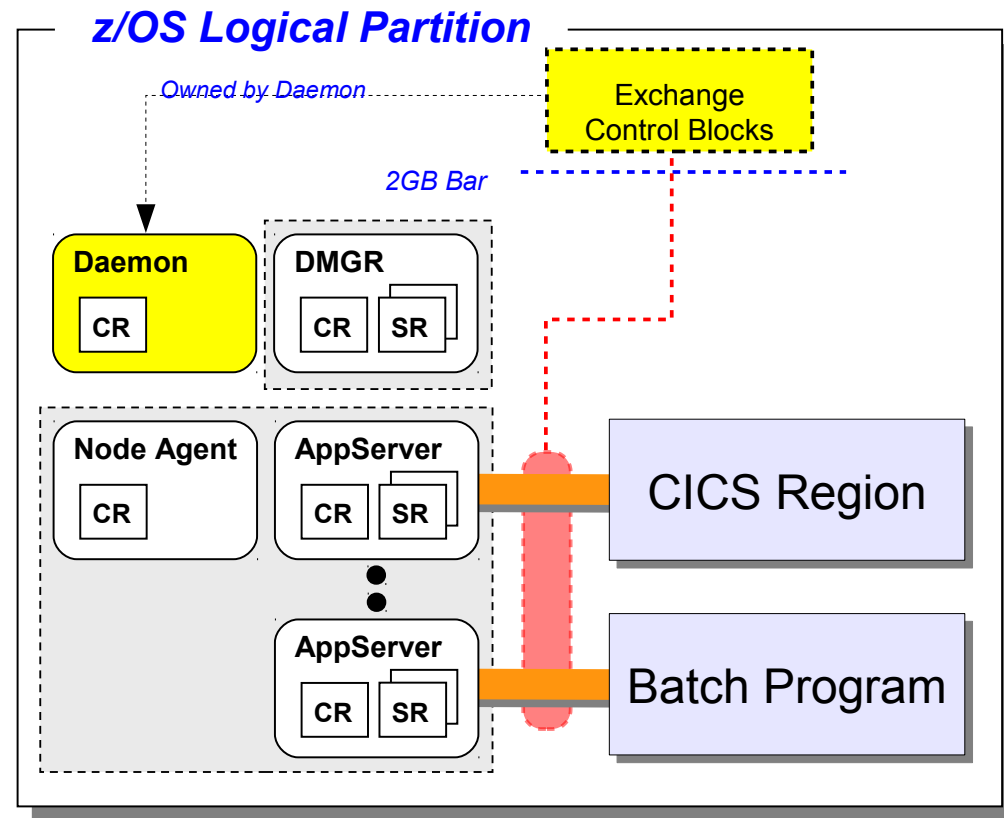 z/OS Logical Partition
Owned by Daemon
Exchange
Control Blocks
2GB Bar
Daemon
CR
DMGR
CR
SR
Node Agent
CR
AppServer
CR
SR
CICS Region
AppServer
CR
SR
Batch Program